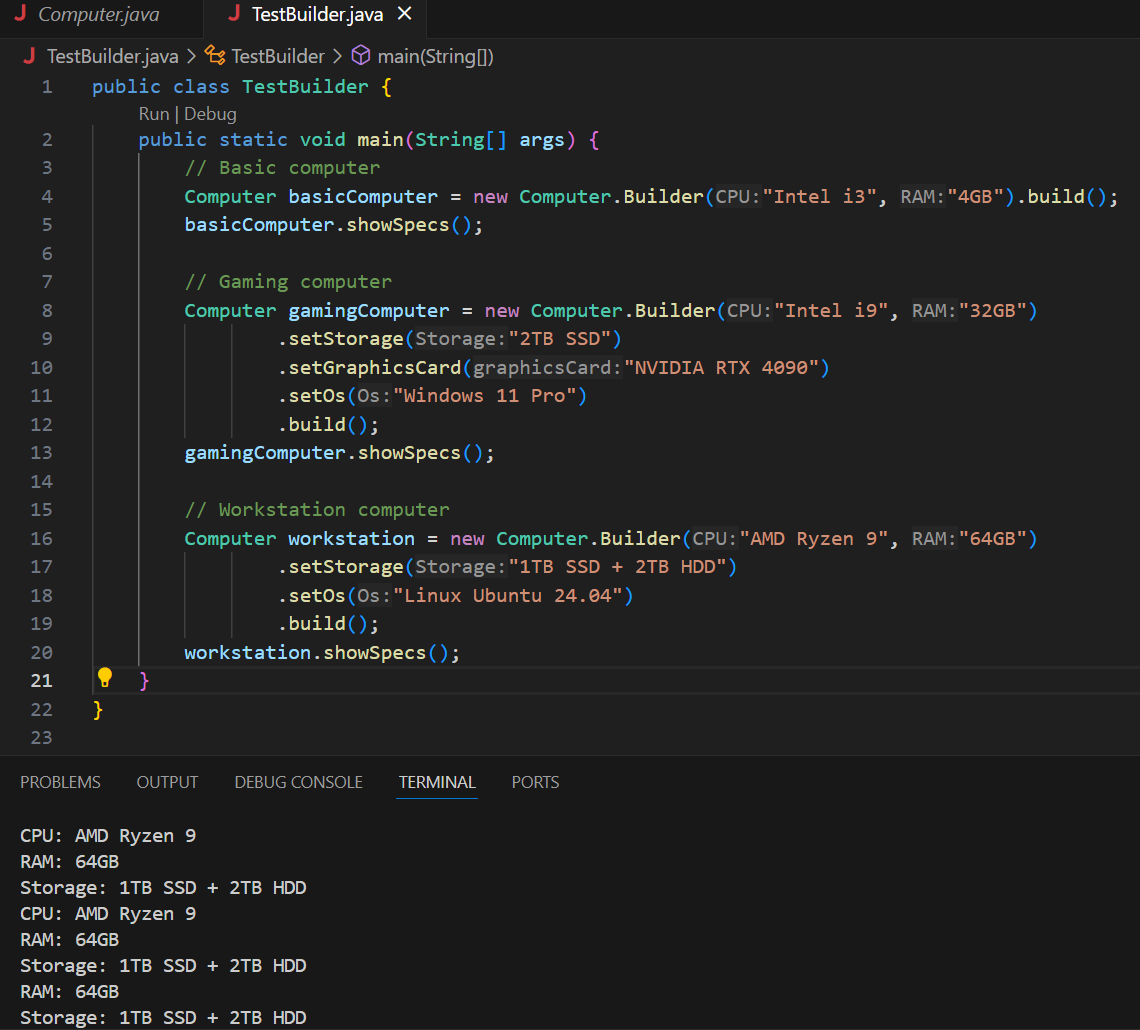 J Computer.java J TestBuilder.java ×
J TestBuilder.java > TestBuilder > main(String[])
1 public class TestBuilder {
Run | Debug
2 public static void main(String[] args) {
3 // Basic computer
4 Computer basicComputer = new Computer.Builder(CPU:"Intel i3", RAM:"4GB").build();
5 basicComputer.showSpecs();
6
7 // Gaming computer
8 Computer gamingComputer = new Computer.Builder(CPU:"Intel i9", RAM:"32GB")
9 .setStorage(Storage:"2TB SSD")
10 .setGraphicsCard(graphicsCard:"NVIDIA RTX 4090")
11 .setOs(Os:"Windows 11 Pro")
12 .build();
13 gamingComputer.showSpecs();
14
15 // Workstation computer
16 Computer workstation = new Computer.Builder(CPU:"AMD Ryzen 9", RAM:"64GB")
17 .setStorage(Storage:"1TB SSD + 2TB HDD")
18 .setOs(Os:"Linux Ubuntu 24.04")
19 .build();
20 workstation.showSpecs();
21 }
22 }
23
PROBLEMS OUTPUT DEBUG CONSOLE TERMINAL PORTS
CPU: AMD Ryzen 9
RAM: 64GB
Storage: 1TB SSD + 2TB HDD
CPU: AMD Ryzen 9
RAM: 64GB
Storage: 1TB SSD + 2TB HDD
RAM: 64GB
Storage: 1TB SSD + 2TB HDD